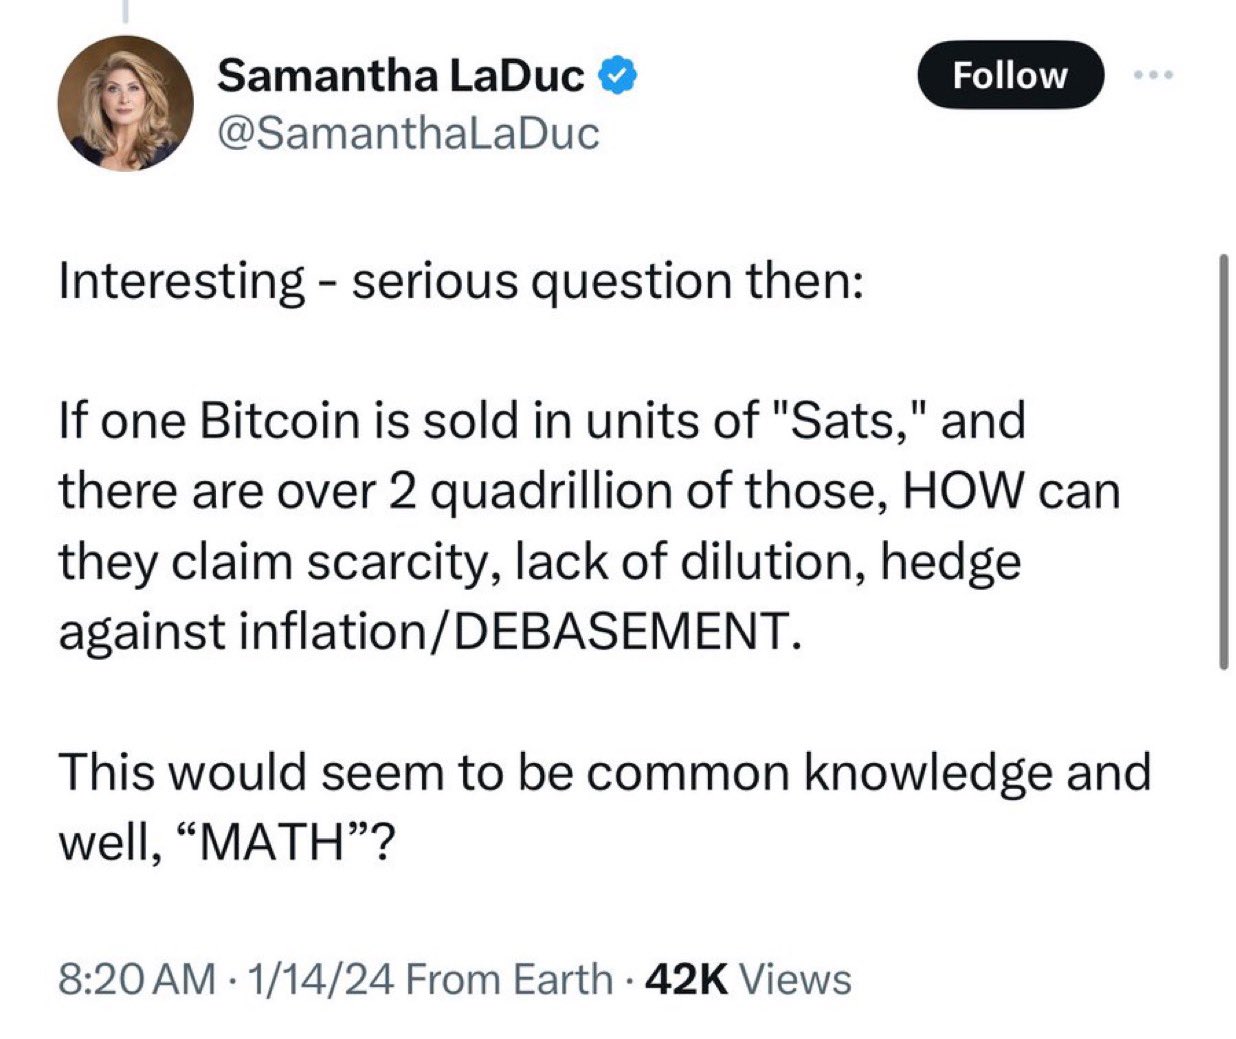 Samantha LaDuc
Follow
@SamanthaLaDuc
Interesting - serious question then:
If one Bitcoin is sold in units of "Sats," and
there are over 2 quadrillion of those, HOW can
they claim scarcity, lack of dilution, hedge
against inflation/DEBASEMENT.
This would seem to be common knowledge and
well, “MATH”?
8:20 AM · 1/14/24 From Earth · 42K Views